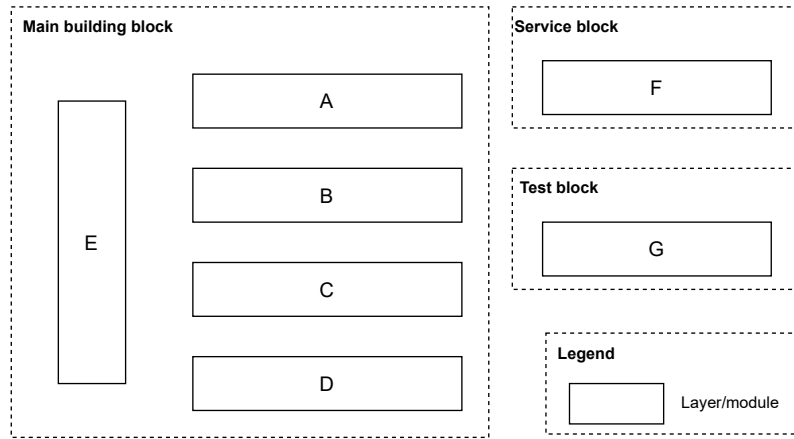 Main building block
A
B
C
D
E
Service block
F
Test block
G
Legend
Layer/module